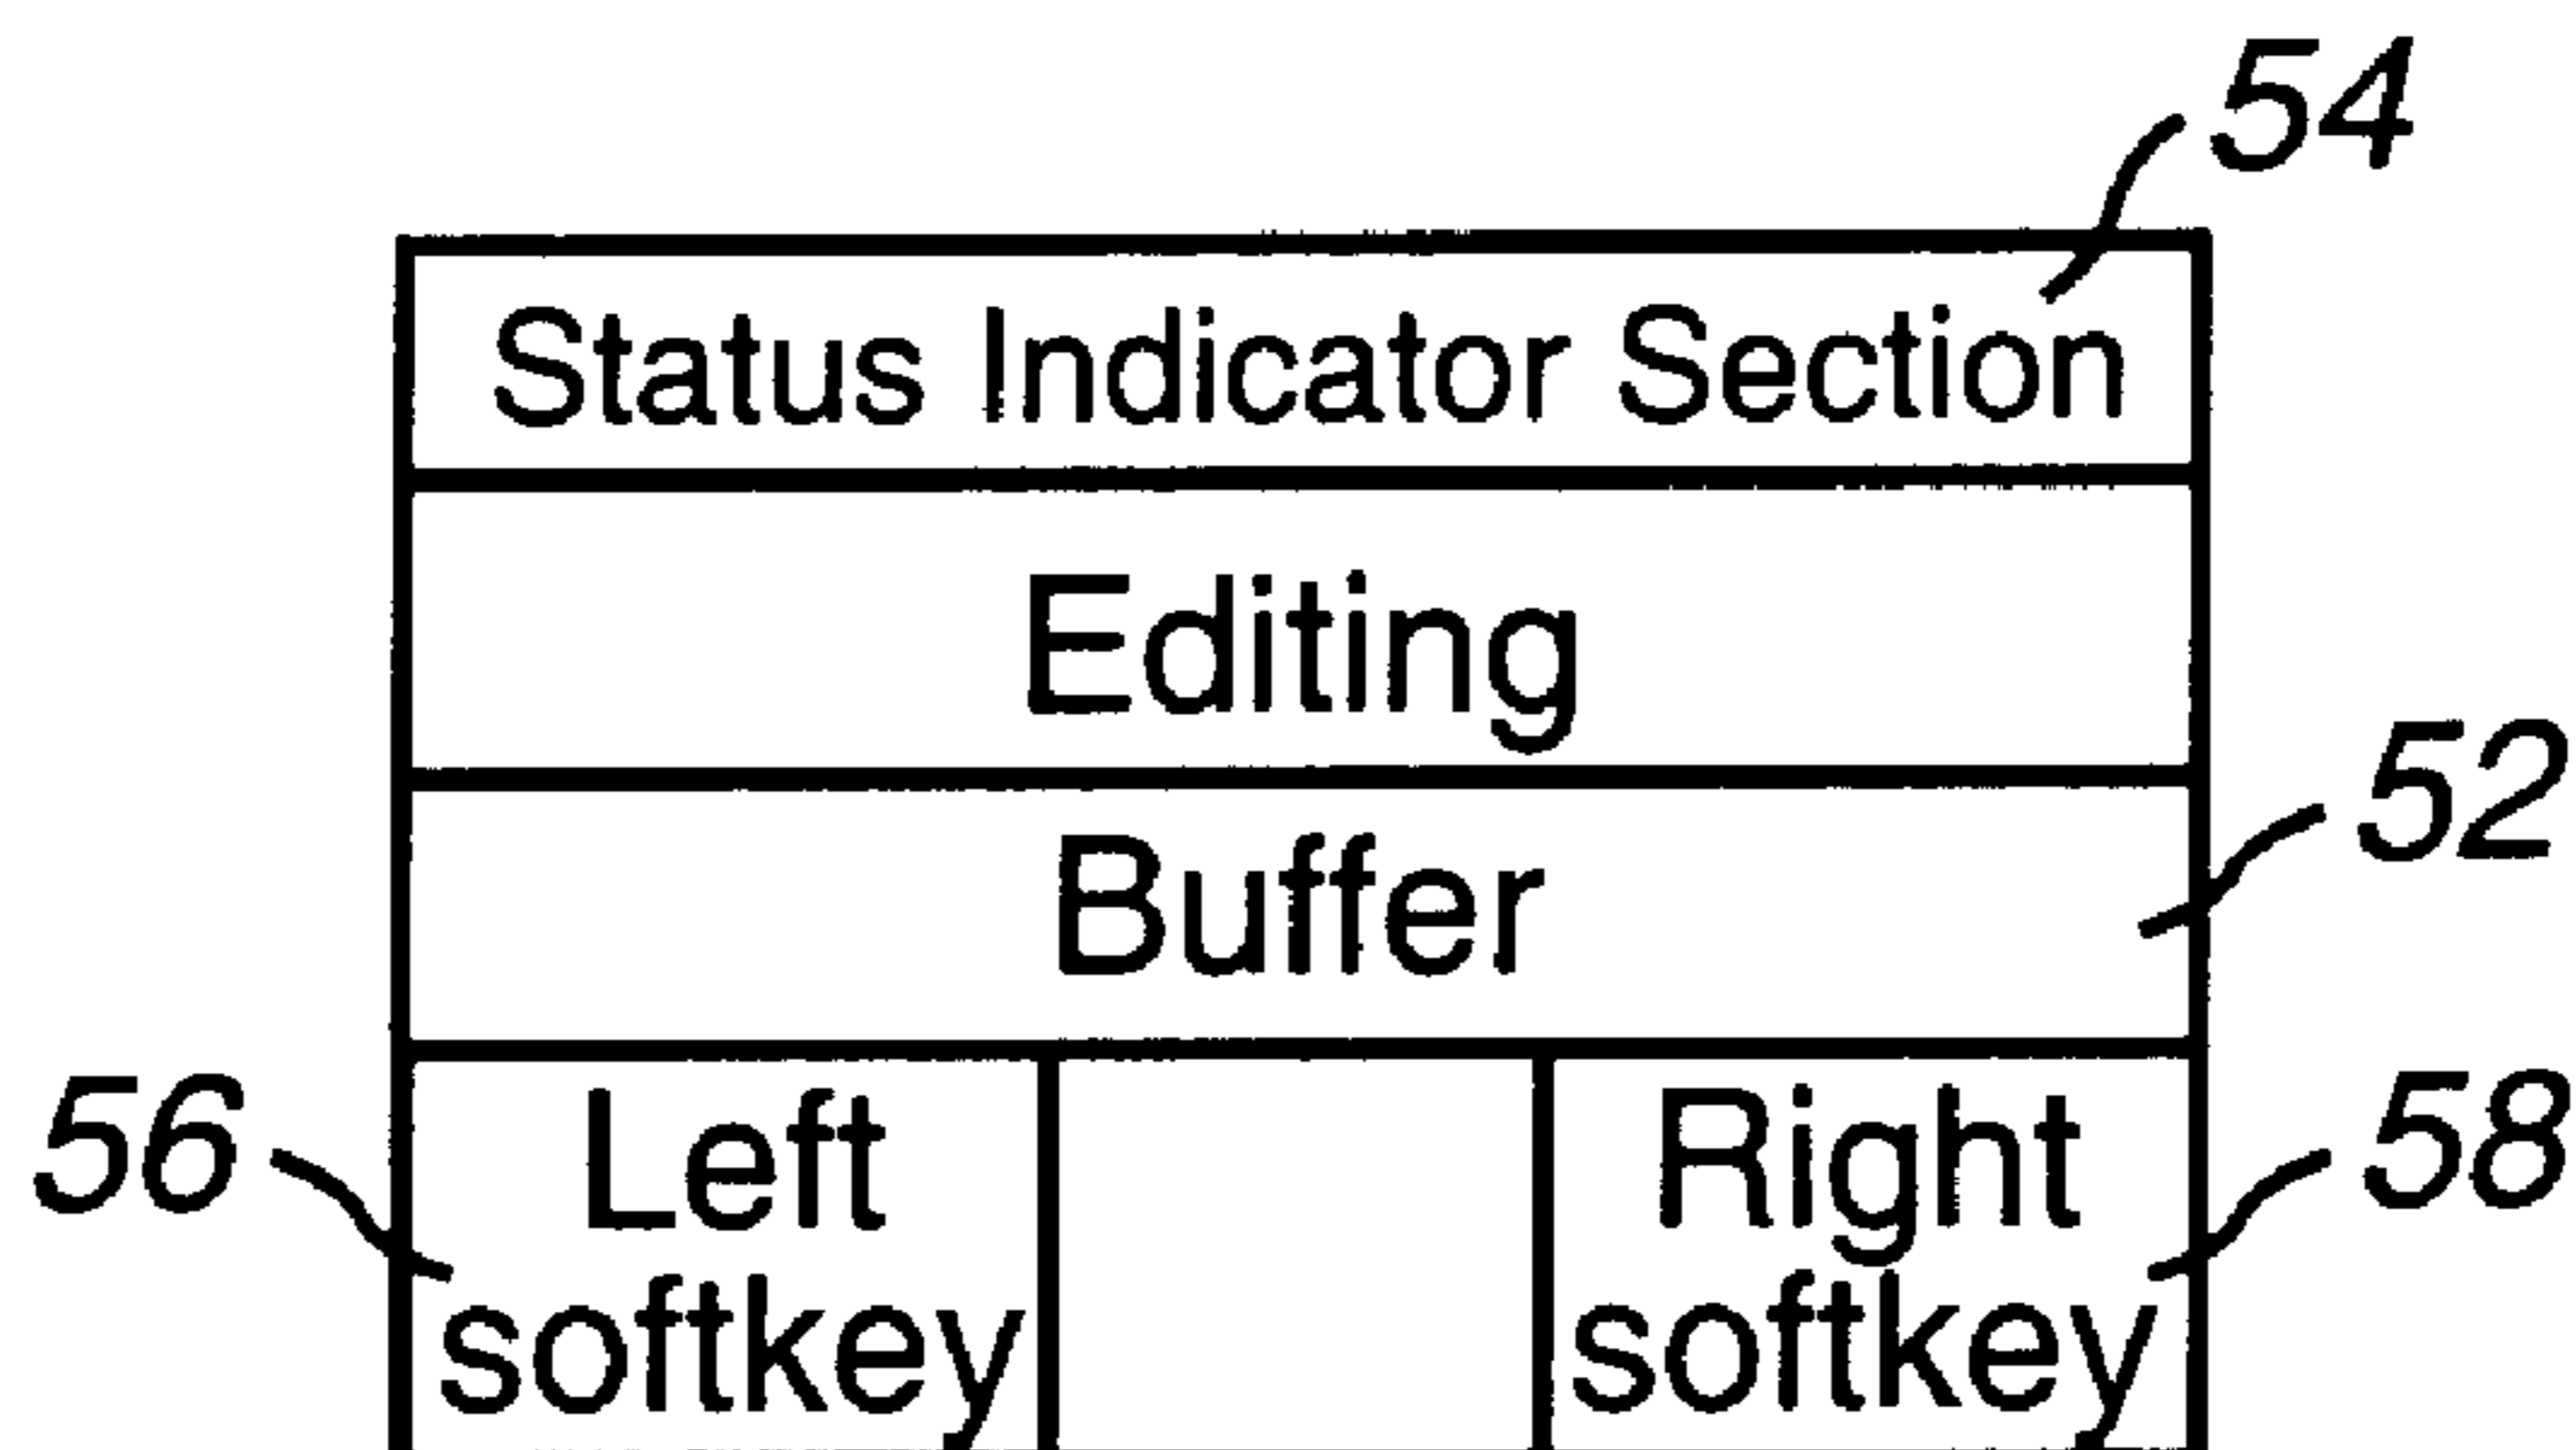 54
Status Indicator Section
Editing
52
Buffer
56
Left
softkey
Right
softkey
58